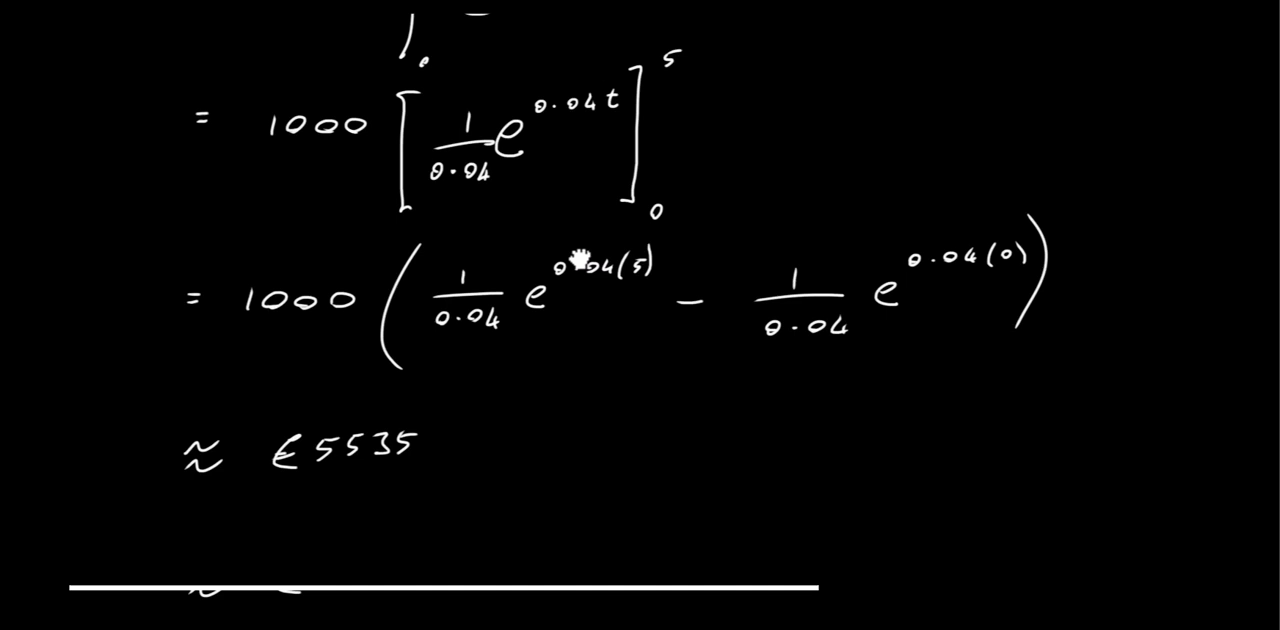 = 1000 [ 1/0.04 e^{0.04t} ]_0^5
= 1000 ( 1/0.04 e^{0.04(5)} - 1/0.04 e^{0.04(0)} )
≈ €5535